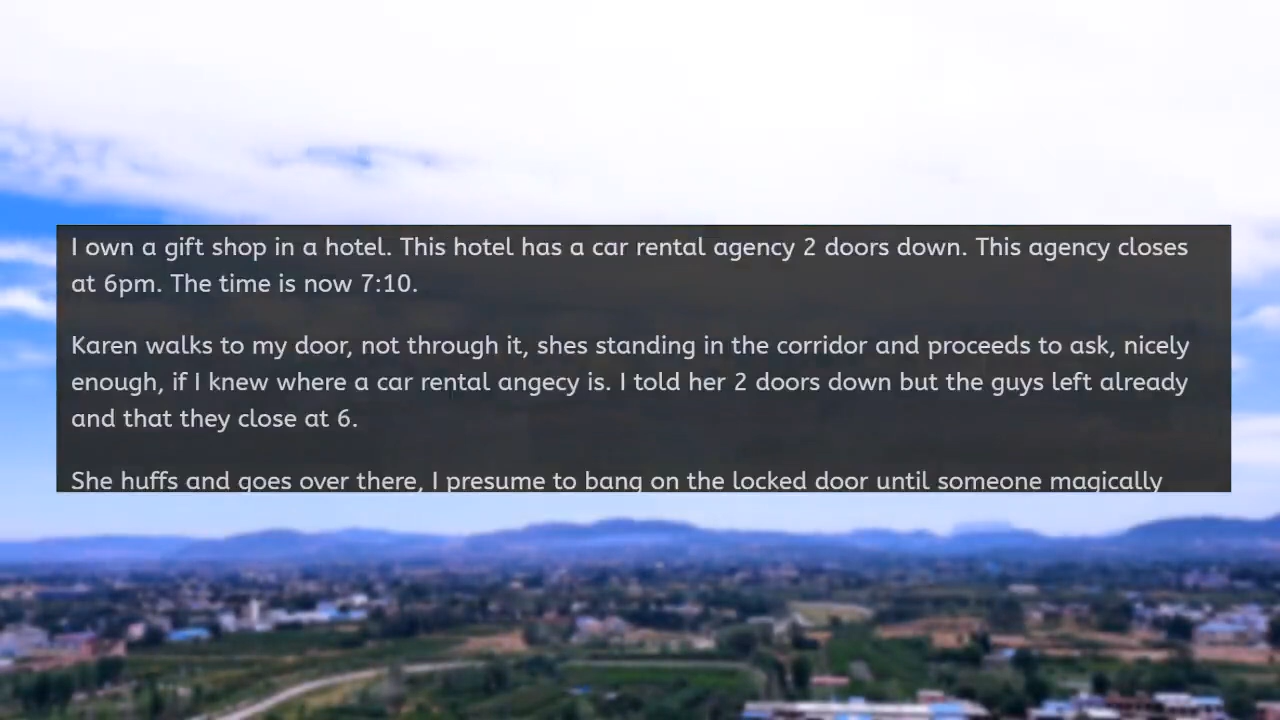 I own a gift shop in a hotel. This hotel has a car rental agency 2 doors down. This agency closes
at 6pm. The time is now 7:10.
Karen walks to my door, not through it, shes standing in the corridor and proceeds to ask, nicely
enough, if I knew where a car rental angecy is. I told her 2 doors down but the guys left already
and that they close at 6.
She huffs and goes over there, I presume to bang on the locked door until someone magically